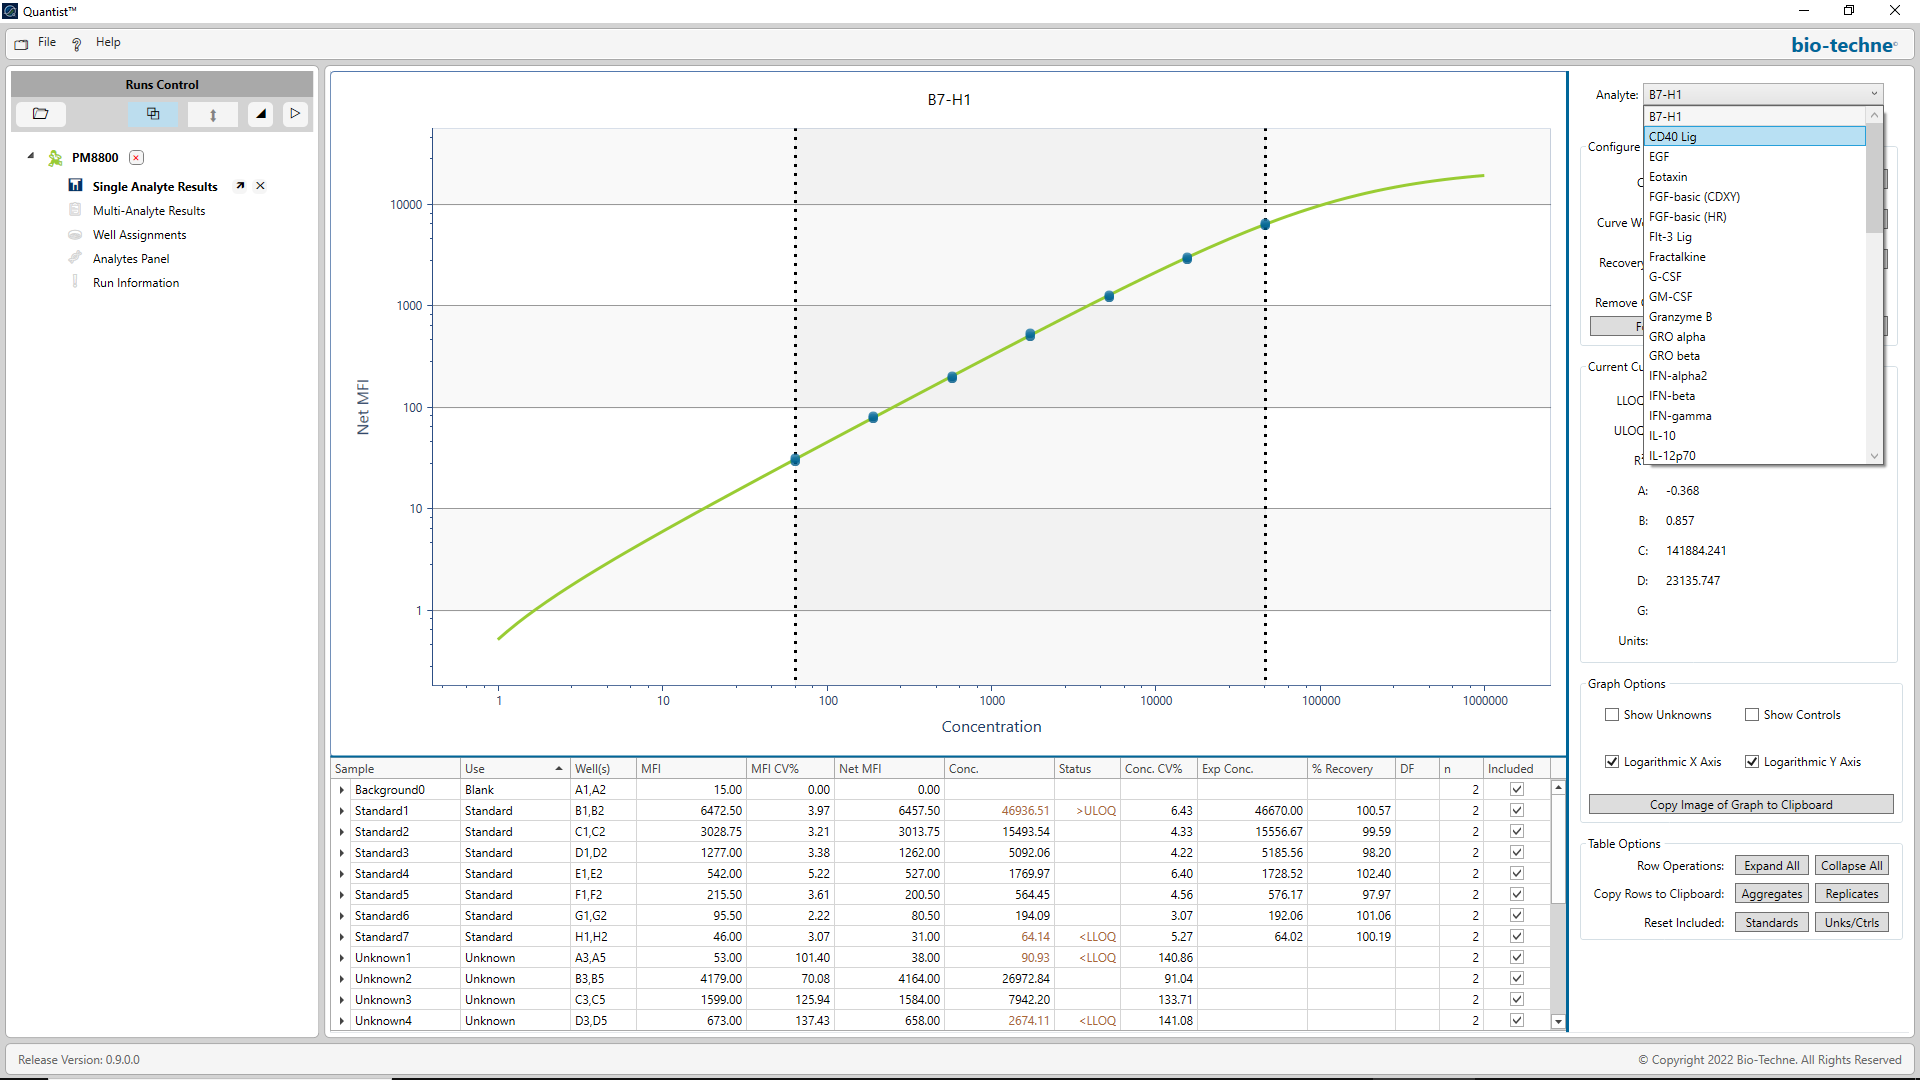 Quantist™
File Help
bio-techne
Runs Control
PM8800
Single Analyte Results
Multi-Analyte Results
Well Assignments
Analytes Panel
Run Information
B7-H1
Net MFI
10000
1000
100
10
1
1 10 100 1000 10000 100000 1000000
Concentration
Sample Use Well(s) MFI MFI CV% Net MFI Conc. Status Conc. CV% Exp Conc. % Recovery DF n Included
Background0 Blank A1,A2 15.00 0.00 0.00 2
Standard1 Standard B1,B2 6472.50 3.97 6457.50 46936.51 >ULOQ 6.43 46670.00 100.57 2
Standard2 Standard C1,C2 3028.75 3.21 3013.75 15493.54 4.33 15556.67 99.59 2
Standard3 Standard D1,D2 1277.00 3.38 1262.00 5092.06 4.22 5185.56 98.20 2
Standard4 Standard E1,E2 542.00 5.22 527.00 1769.97 6.40 1728.52 102.40 2
Standard5 Standard F1,F2 215.50 3.61 200.50 564.45 4.56 576.17 97.97 2
Standard6 Standard G1,G2 95.50 2.22 80.50 194.09 3.07 192.06 101.06 2
Standard7 Standard H1,H2 46.00 3.07 31.00 64.14 <LLOQ 5.27 64.02 100.19 2
Unknown1 Unknown A3,A5 53.00 101.40 38.00 90.93 <LLOQ 140.86 2
Unknown2 Unknown B3,B5 4179.00 70.08 4164.00 26972.84 91.04 2
Unknown3 Unknown C3,C5 1599.00 125.94 1584.00 7942.20 133.71 2
Unknown4 Unknown D3,D5 673.00 137.43 658.00 2674.11 <LLOQ 141.08 2
Analyte: B7-H1
B7-H1
CD40 Lig
EGF
Eotaxin
FGF-basic (CDXY)
FGF-basic (HR)
Flt-3 Lig
Fractalkine
G-CSF
GM-CSF
Granzyme B
GRO alpha
GRO beta
IFN-alpha2
IFN-beta
IFN-gamma
IL-10
IL-12p70
Configure
Curve W
Recovery
Remove
Current Cu
LLOQ
ULOQ
A: -0.368
B: 0.857
C: 141884.241
D: 23135.747
G:
Units:
Graph Options
Show Unknowns Show Controls
Logarithmic X Axis Logarithmic Y Axis
Copy Image of Graph to Clipboard
Table Options
Row Operations: Expand All Collapse All
Copy Rows to Clipboard: Aggregates Replicates
Reset Included: Standards Unks/Ctrls
Release Version: 0.9.0.0
© Copyright 2022 Bio-Techne. All Rights Reserved